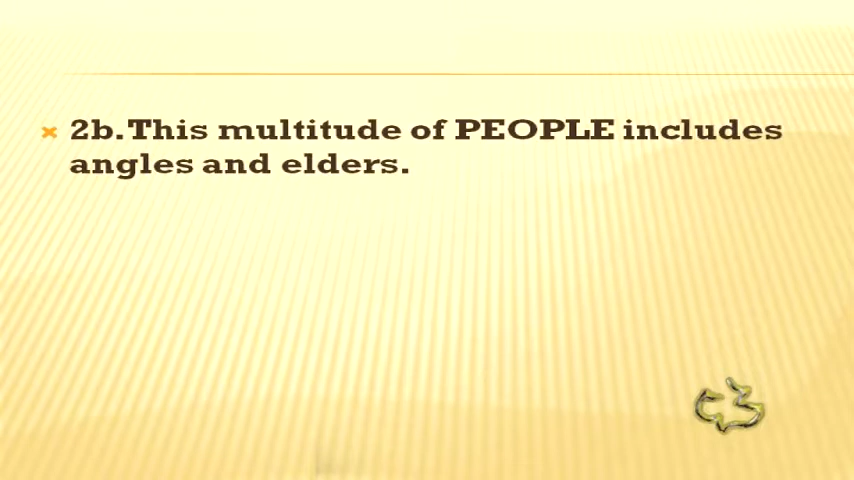 2b. This multitude of PEOPLE includes
angles and elders.